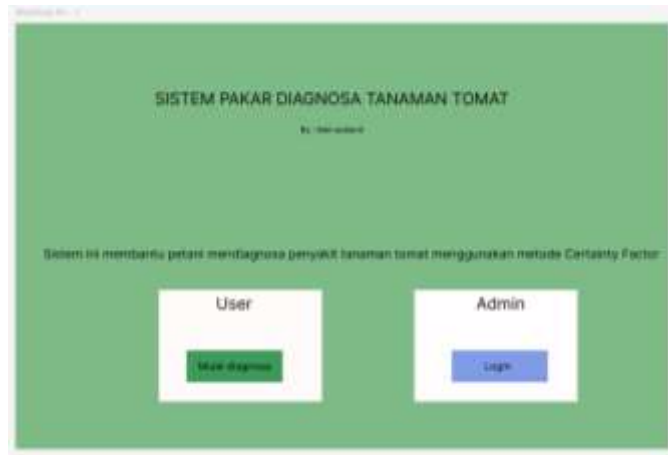 SISTEM PAKAR DIAGNOSA TANAMAN TOMAT
By
Sistem ini membantu petani mendiagnosa penyakit tanaman tomat menggunakan metode Certainty Factor
User
Admin
Mulai diagnosa
Login